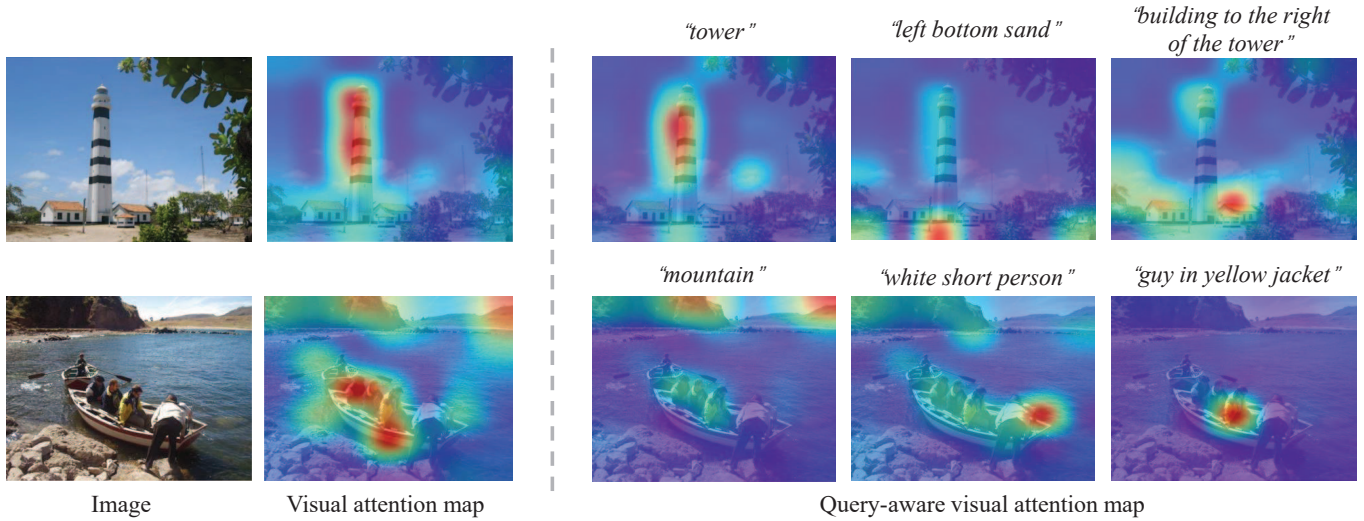 "tower"
"left bottom sand"
"building to the right
of the tower"
"mountain"
"white short person"
"guy in yellow jacket"
Image
Visual attention map
Query-aware visual attention map